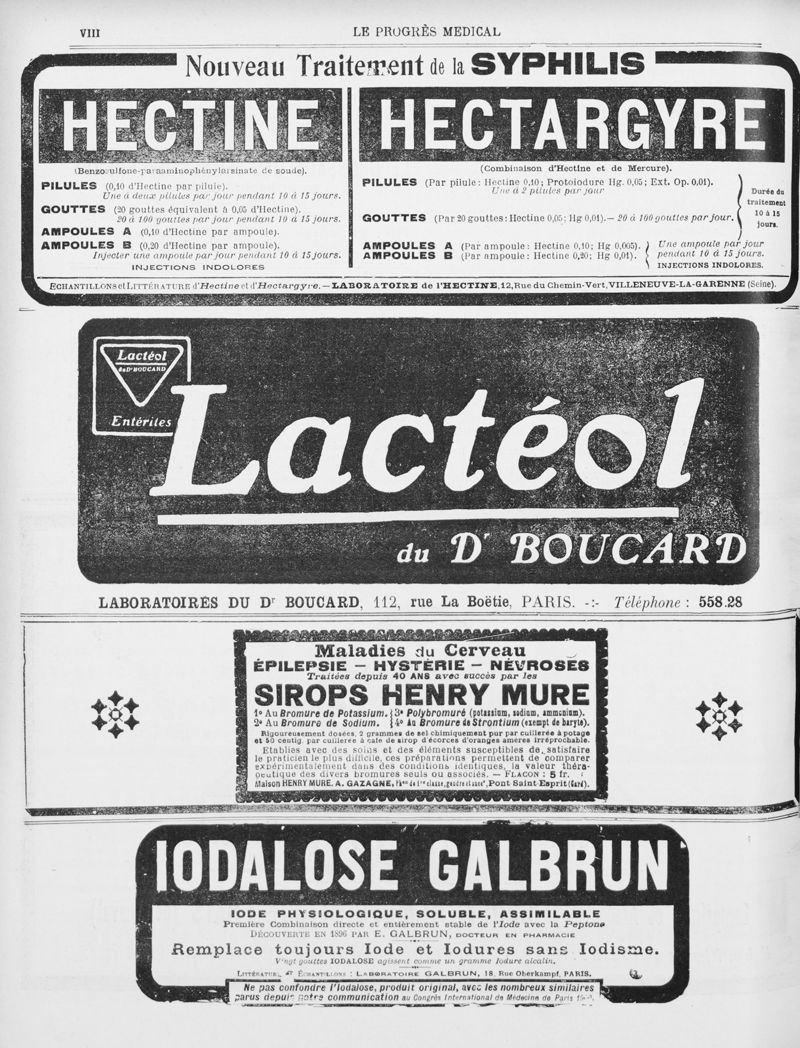 VIII
LE PROGRÈS MEDICAL
Nouveau Traitement de la SYPHILIS
HECTINE
(Benzosulfone-paraaminophénylarsinate de soude).
PILULES (0,10 d'Hectine par pilule).
Une à deux pilules par jour pendant 10 à 15 jours.
GOUTTES (20 gouttes équivalent à 0,05 d'Hectine).
20 à 100 gouttes par jour pendant 10 à 15 jours.
AMPOULES A (0,10 d'Hectine par ampoule).
AMPOULES B (0,20 d'Hectine par ampoule).
Injecter une ampoule par jour pendant 10 à 15 jours.
INJECTIONS INDOLORES
HECTARGYRE
(Combinaison d'Hectine et de Mercure).
PILULES (Par pilule: Hectine 0,10; Protoiodure Hg. 0,05; Ext. Op. 0,01).
Une à 2 pilules par jour
GOUTTES (Par 20 gouttes: Hectine 0,05; Hg 0,01). — 20 à 100 gouttes par jour.
Durée du
traitement
10 à 15
jours.
AMPOULES A (Par ampoule: Hectine 0,10; Hg 0,005).
AMPOULES B (Par ampoule: Hectine 0,20; Hg 0,01).
Une ampoule par jour
pendant 10 à 15 jours.
INJECTIONS INDOLORES.
ECHANTILLONS et LITTÉRATURE d'Hectine et d'Hectargyre. — LABORATOIRE de l'HECTINE, 12, Rue du Chemin-Vert, VILLENEUVE-LA-GARENNE (Seine).
Lactéol
du Dr BOUCARD
Entérites
Lactéol
du Dr BOUCARD
LABORATOIRES DU Dr BOUCARD, 112, rue La Boëtie, PARIS. -:- Téléphone : 558.28
Maladies du Cerveau
ÉPILEPSIE — HYSTÉRIE — NÉVROSES
Traitées depuis 40 ANS avec succès par les
SIROPS HENRY MURE
1º Au Bromure de Potassium. 3º Polybromuré (potassium, sodium, ammonium).
2º Au Bromure de Sodium. 4º Au Bromure de Strontium (exempt de baryte).
Rigoureusement dosées, 2 grammes de sel chimiquement pur par cuillerée à potage
et 50 centig. par cuillerée à café de sirop d'écorces d'oranges amères irréprochable.
Etablies avec des soins et des éléments susceptibles de satisfaire
le praticien le plus difficile, ces préparations permettent de comparer
expérimentalement dans des conditions identiques, la valeur théra-
peutique des divers bromures seuls ou associés. — FLACON : 5 fr.
Maison HENRY MURE. A. GAZAGNE, Phen de 1re classe, gendre et succr, Pont Saint-Esprit (Gard).
IODALOSE GALBRUN
IODE PHYSIOLOGIQUE, SOLUBLE, ASSIMILABLE
Première Combinaison directe et entièrement stable de l'Iode avec la Peptone
DÉCOUVERTE EN 1896 PAR E. GALBRUN, DOCTEUR EN PHARMACIE
Remplace toujours Iode et Iodures sans Iodisme.
Vingt gouttes IODALOSE agissent comme un gramme Iodure alcalin.
LITTÉRATURE ET ÉCHANTILLONS : LABORATOIRE GALBRUN, 18, Rue Oberkampf, PARIS.
Ne pas confondre l'Iodalose, produit original, avec les nombreux similaires
parus depuis notre communication au Congrès International de Médecine de Paris